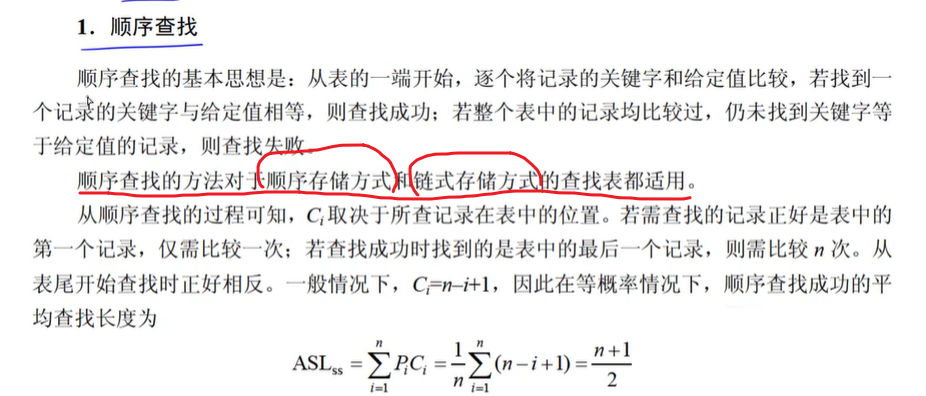 1. 顺序查找
顺序查找的基本思想是：从表的一端开始，逐个将记录的关键字和给定值比较，若找到一
个记录的关键字与给定值相等，则查找成功；若整个表中的记录均比较过，仍未找到关键字等
于给定值的记录，则查找失败。
顺序查找的方法对于顺序存储方式和链式存储方式的查找表都适用。
从顺序查找的过程可知，Cᵢ取决于所查记录在表中的位置。若需查找的记录正好是表中的
第一个记录，仅需比较一次；若查找成功时找到的是表中的最后一个记录，则需比较 n 次。从
表尾开始查找时正好相反。一般情况下，Cᵢ=n–i+1，因此在等概率情况下，顺序查找成功的平
均查找长度为
ASLss = ∑(i=1..n) PᵢCᵢ = 1/n ∑(i=1..n) (n−i+1) = (n+1)/2